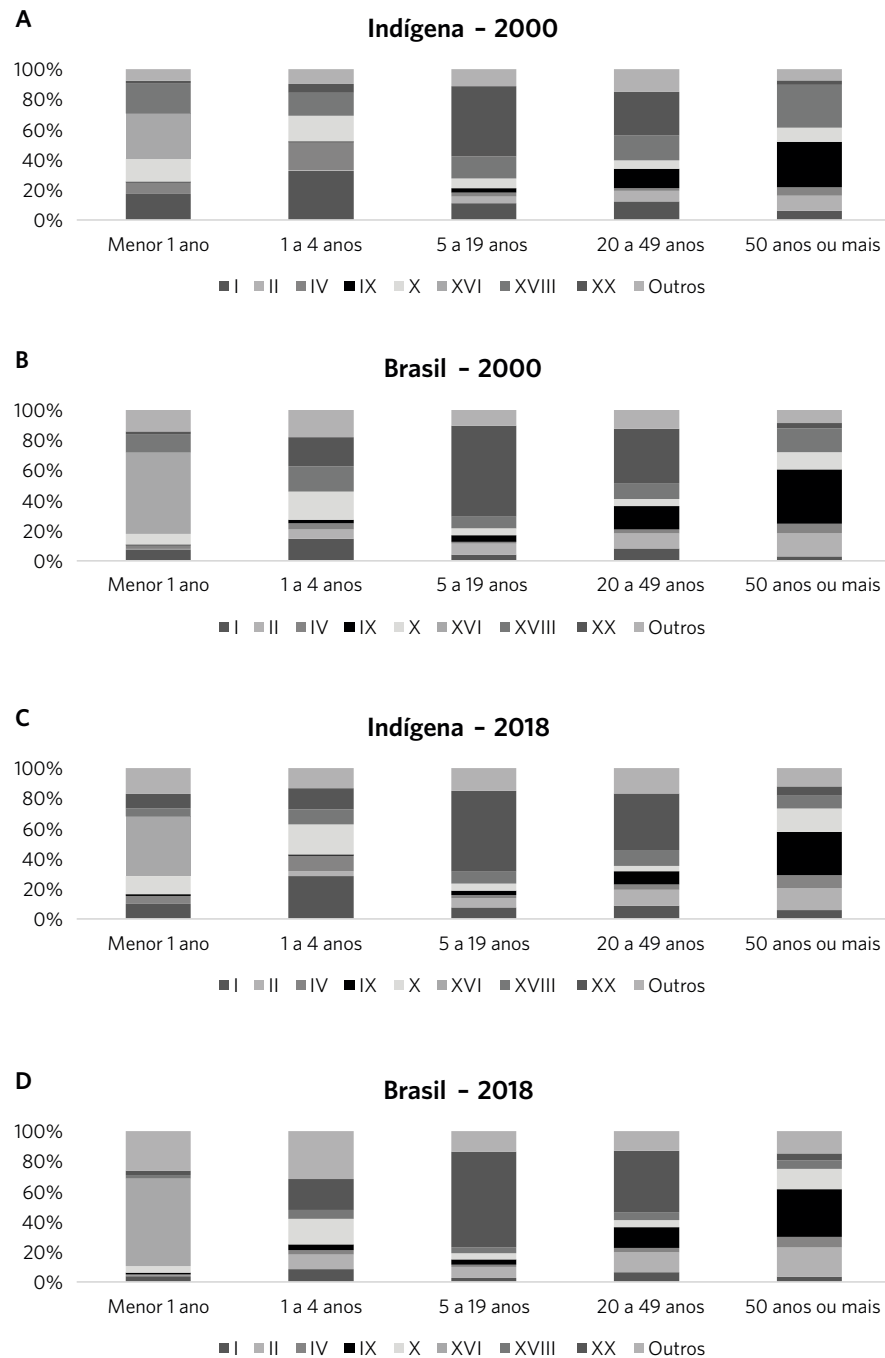 A
Indígena – 2000
100%
80%
60%
40%
20%
0%
Menor 1 ano 1 a 4 anos 5 a 19 anos 20 a 49 anos 50 anos ou mais
I II IV IX X XVI XVIII XX Outros
B
Brasil – 2000
100%
80%
60%
40%
20%
0%
Menor 1 ano 1 a 4 anos 5 a 19 anos 20 a 49 anos 50 anos ou mais
I II IV IX X XVI XVIII XX Outros
C
Indígena – 2018
100%
80%
60%
40%
20%
0%
Menor 1 ano 1 a 4 anos 5 a 19 anos 20 a 49 anos 50 anos ou mais
I II IV IX X XVI XVIII XX Outros
D
Brasil – 2018
100%
80%
60%
40%
20%
0%
Menor 1 ano 1 a 4 anos 5 a 19 anos 20 a 49 anos 50 anos ou mais
I II IV IX X XVI XVIII XX Outros